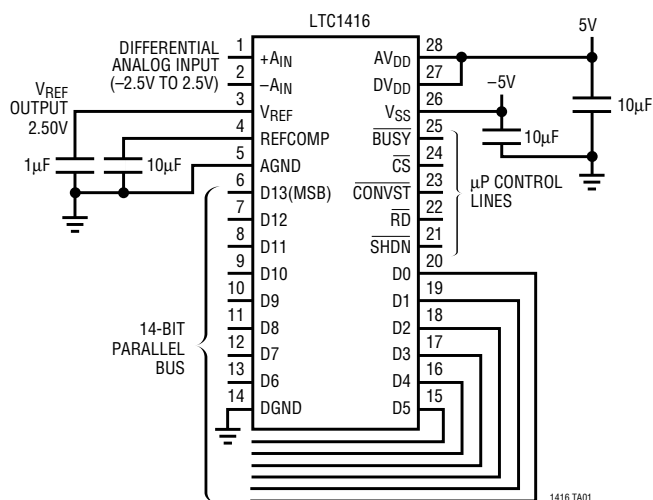 LTC1416
DIFFERENTIAL
ANALOG INPUT
(–2.5V TO 2.5V)
VREF
OUTPUT
2.50V
1µF
10µF
14-BIT
PARALLEL
BUS
1 +AIN
2 –AIN
3 VREF
4 REFCOMP
5 AGND
6 D13(MSB)
7 D12
8 D11
9 D10
10 D9
11 D8
12 D7
13 D6
14 DGND
AVDD 28
DVDD 27
VSS 26
BUSY 25
CS 24
CONVST 23
RD 22
SHDN 21
D0 20
D1 19
D2 18
D3 17
D4 16
D5 15
5V
–5V
10µF
10µF
µP CONTROL
LINES
1416 TA01